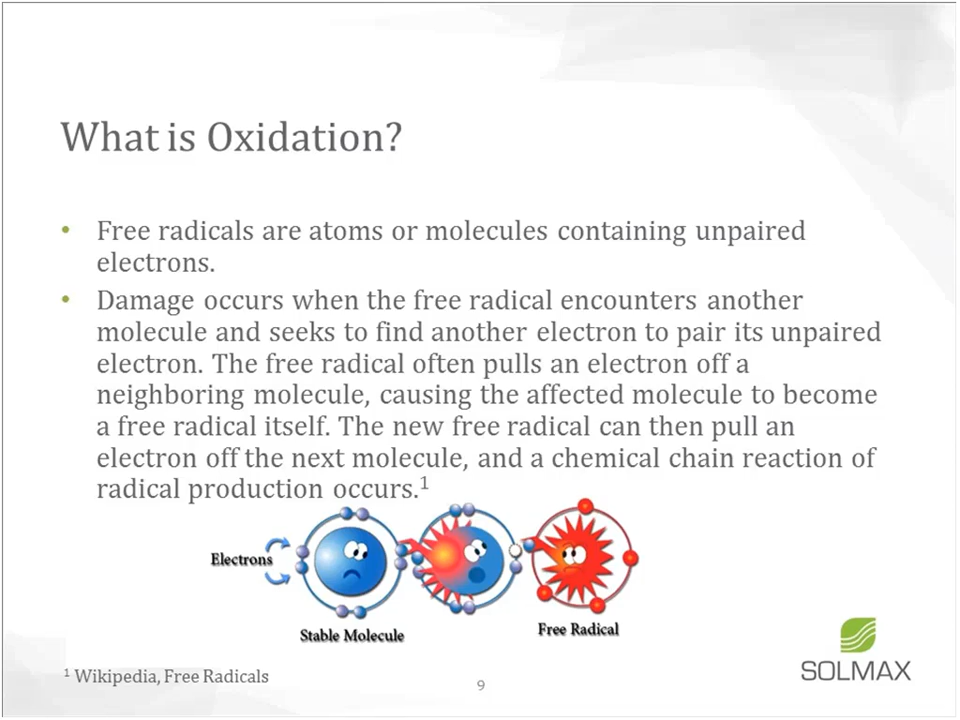 What is Oxidation?
• Free radicals are atoms or molecules containing unpaired
electrons.
• Damage occurs when the free radical encounters another
molecule and seeks to find another electron to pair its unpaired
electron. The free radical often pulls an electron off a
neighboring molecule, causing the affected molecule to become
a free radical itself. The new free radical can then pull an
electron off the next molecule, and a chemical chain reaction of
radical production occurs.¹
Electrons
Stable Molecule
Free Radical
¹ Wikipedia, Free Radicals
9
SOLMAX